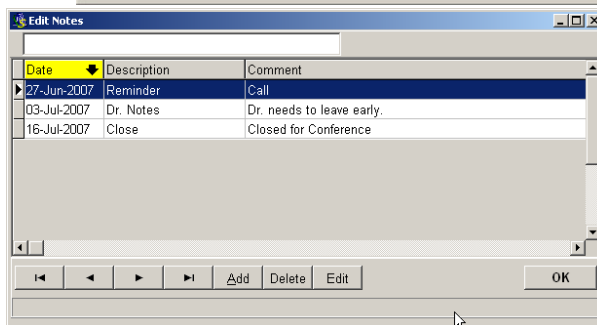 Edit Notes
Date Description Comment
27-Jun-2007 Reminder Call
03-Jul-2007 Dr. Notes Dr. needs to leave early.
16-Jul-2007 Close Closed for Conference
Add Delete Edit OK